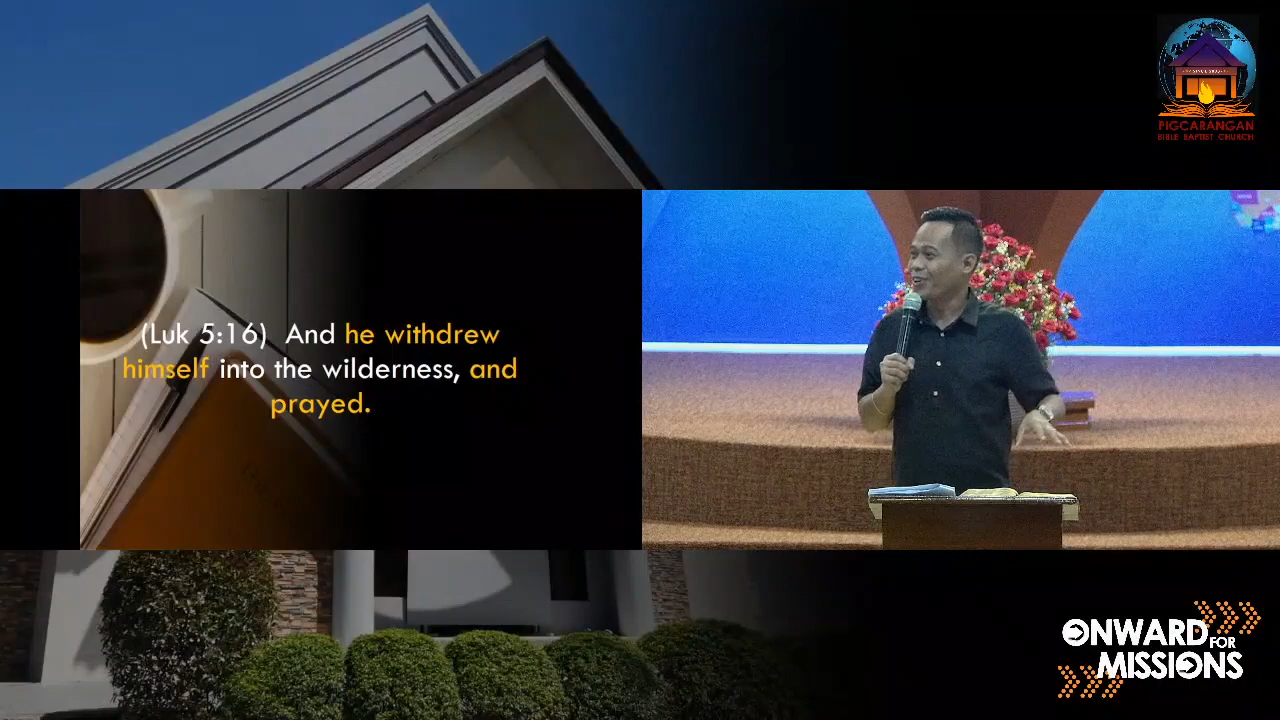 PIGCARANGAN
BIBLE BAPTIST CHURCH
(Luk 5:16) And he withdrew
himself into the wilderness, and
prayed.
ONWARD
FOR
MISSIONS